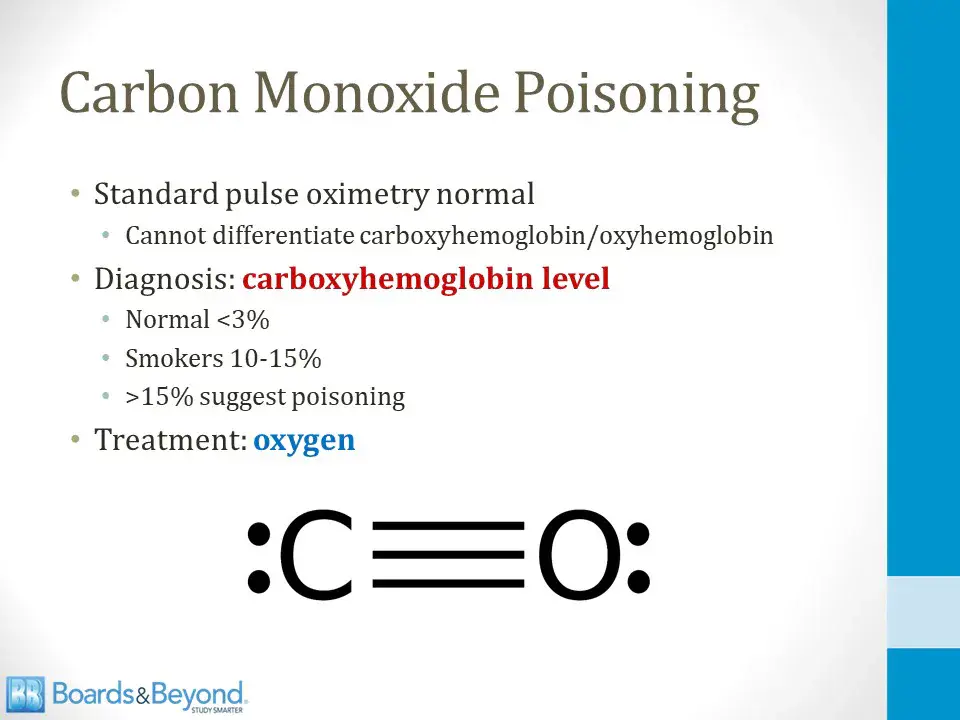 Carbon Monoxide Poisoning
• Standard pulse oximetry normal
• Cannot differentiate carboxyhemoglobin/oxyhemoglobin
• Diagnosis: carboxyhemoglobin level
• Normal <3%
• Smokers 10-15%
• >15% suggest poisoning
• Treatment: oxygen
:C≡O:
BB Boards&Beyond.
STUDY SMARTER